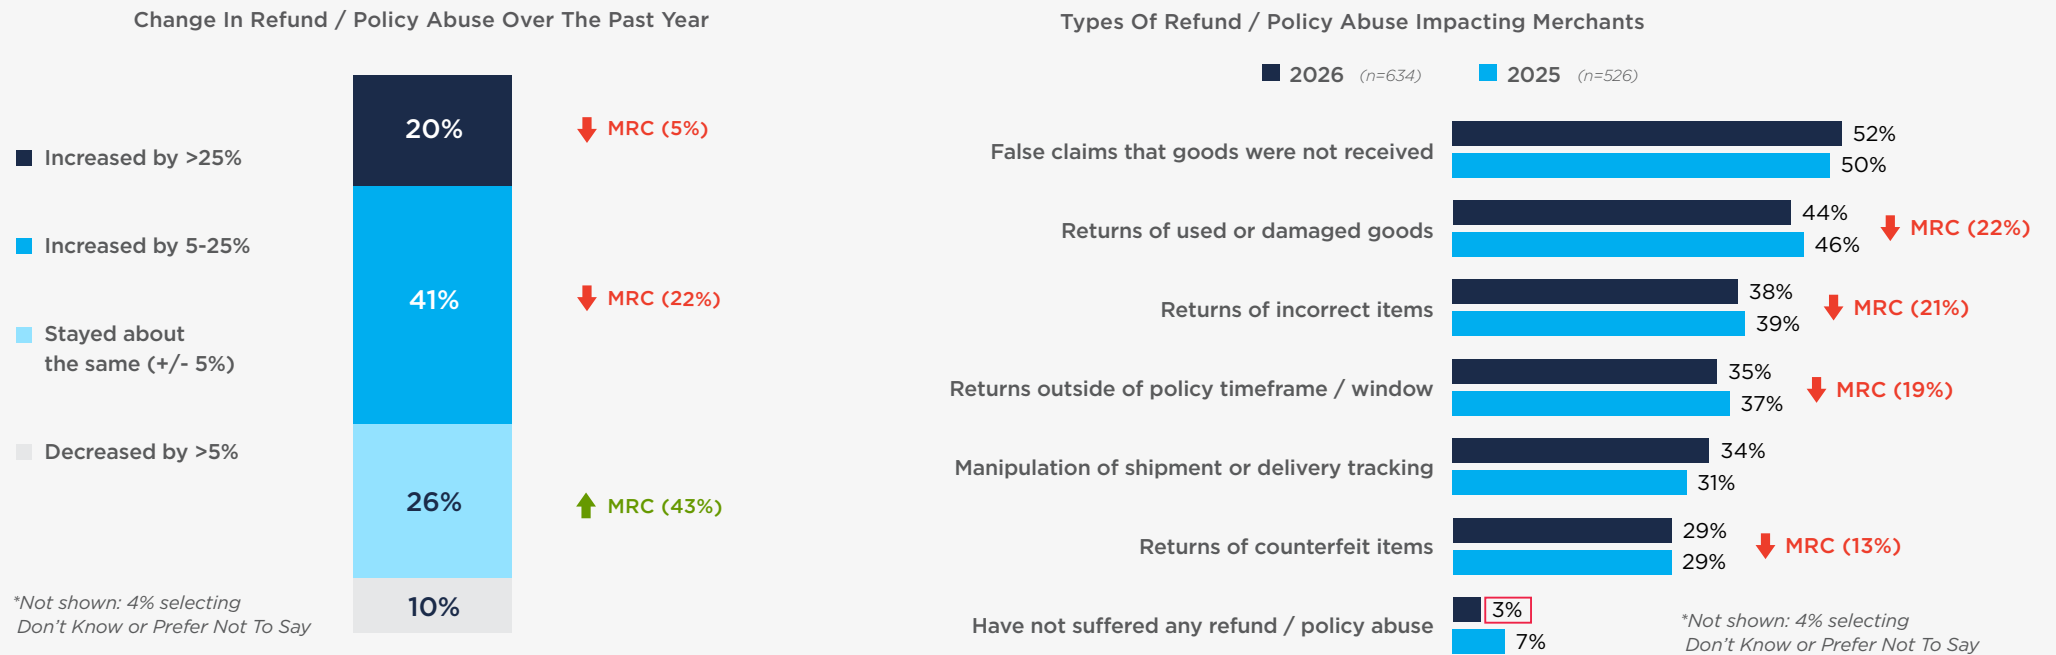 Change In Refund / Policy Abuse Over The Past Year
Increased by >25%
Increased by 5-25%
Stayed about
the same (+/- 5%)
Decreased by >5%
20%
41%
26%
10%
MRC (5%)
MRC (22%)
MRC (43%)
*Not shown: 4% selecting
Don't Know or Prefer Not To Say
Types Of Refund / Policy Abuse Impacting Merchants
2026 (n=634) 2025 (n=526)
False claims that goods were not received
52%
50%
Returns of used or damaged goods
44%
46%
MRC (22%)
Returns of incorrect items
38%
39%
MRC (21%)
Returns outside of policy timeframe / window
35%
37%
MRC (19%)
Manipulation of shipment or delivery tracking
34%
31%
Returns of counterfeit items
29%
29%
MRC (13%)
Have not suffered any refund / policy abuse
3%
7%
*Not shown: 4% selecting
Don't Know or Prefer Not To Say